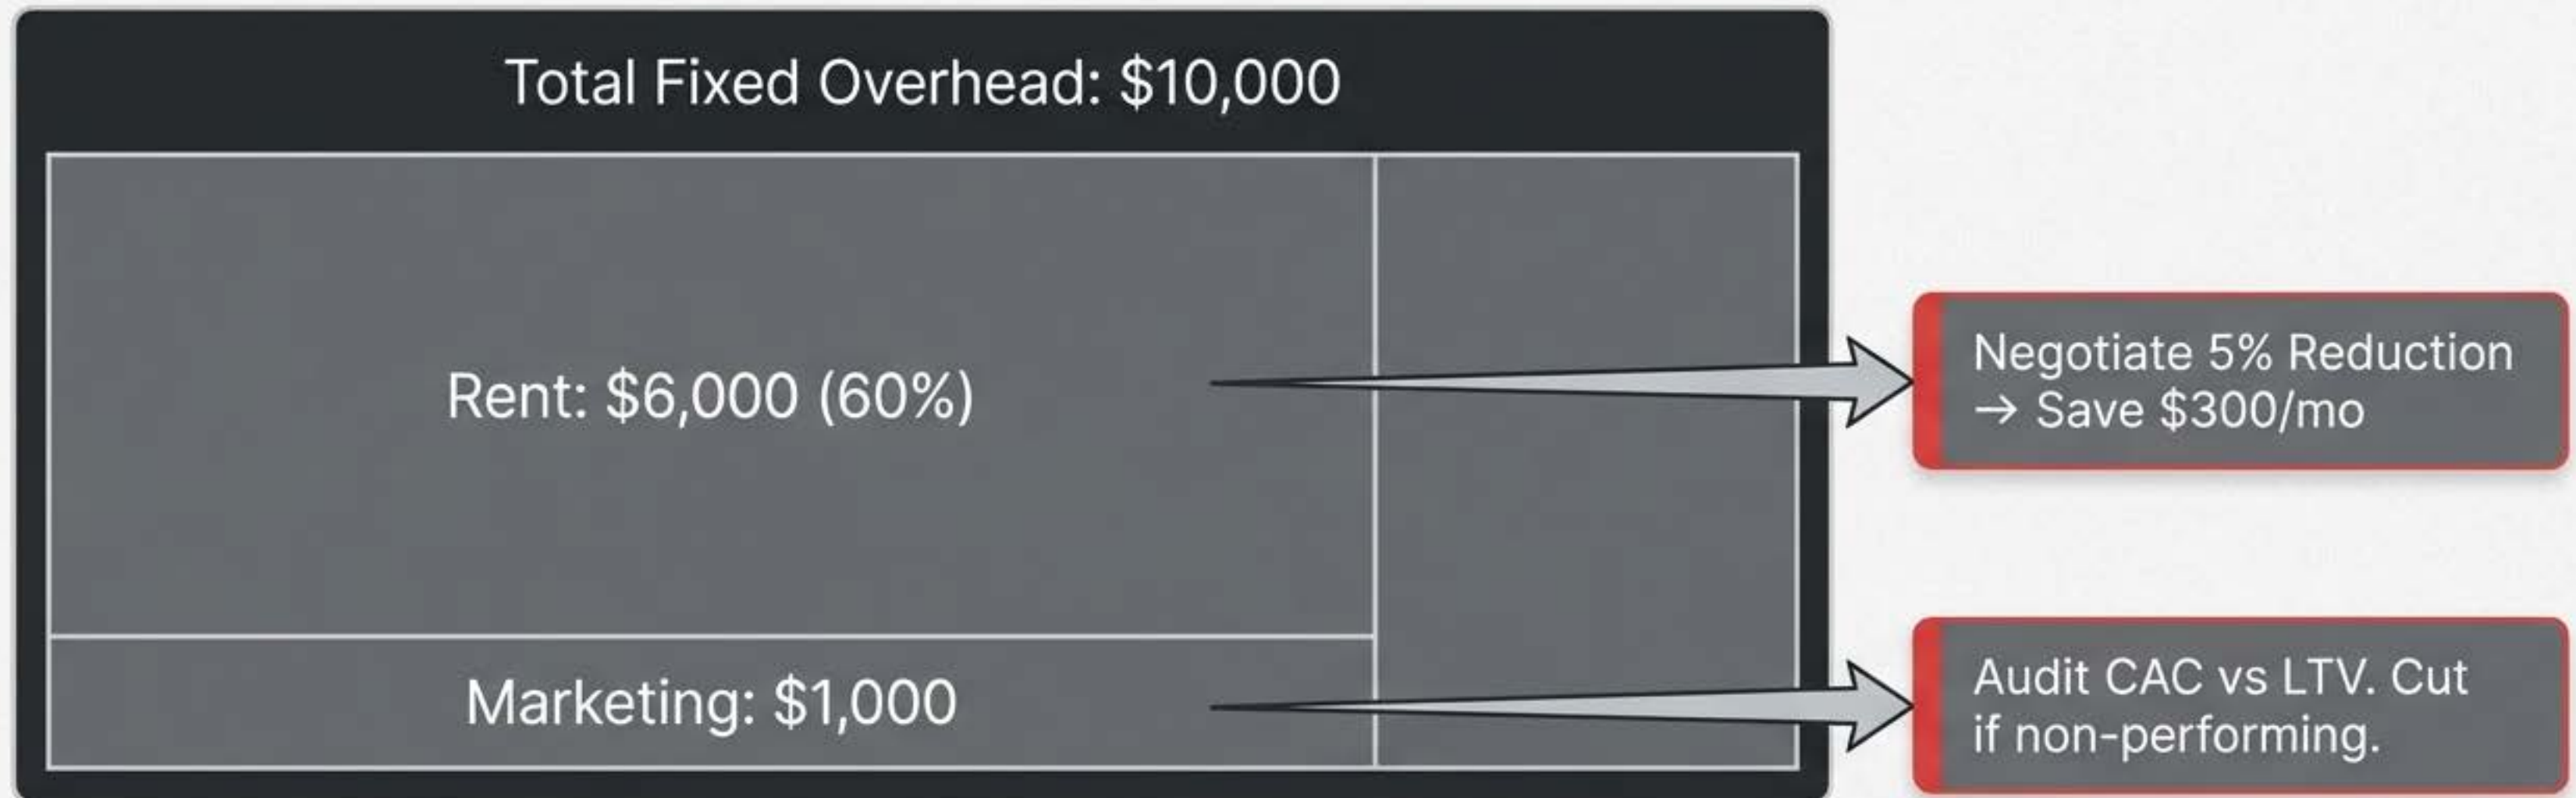 Total Fixed Overhead: $10,000
Rent: $6,000 (60%)
Negotiate 5% Reduction
→ Save $300/mo
Marketing: $1,000
Audit CAC vs LTV. Cut
if non-performing.